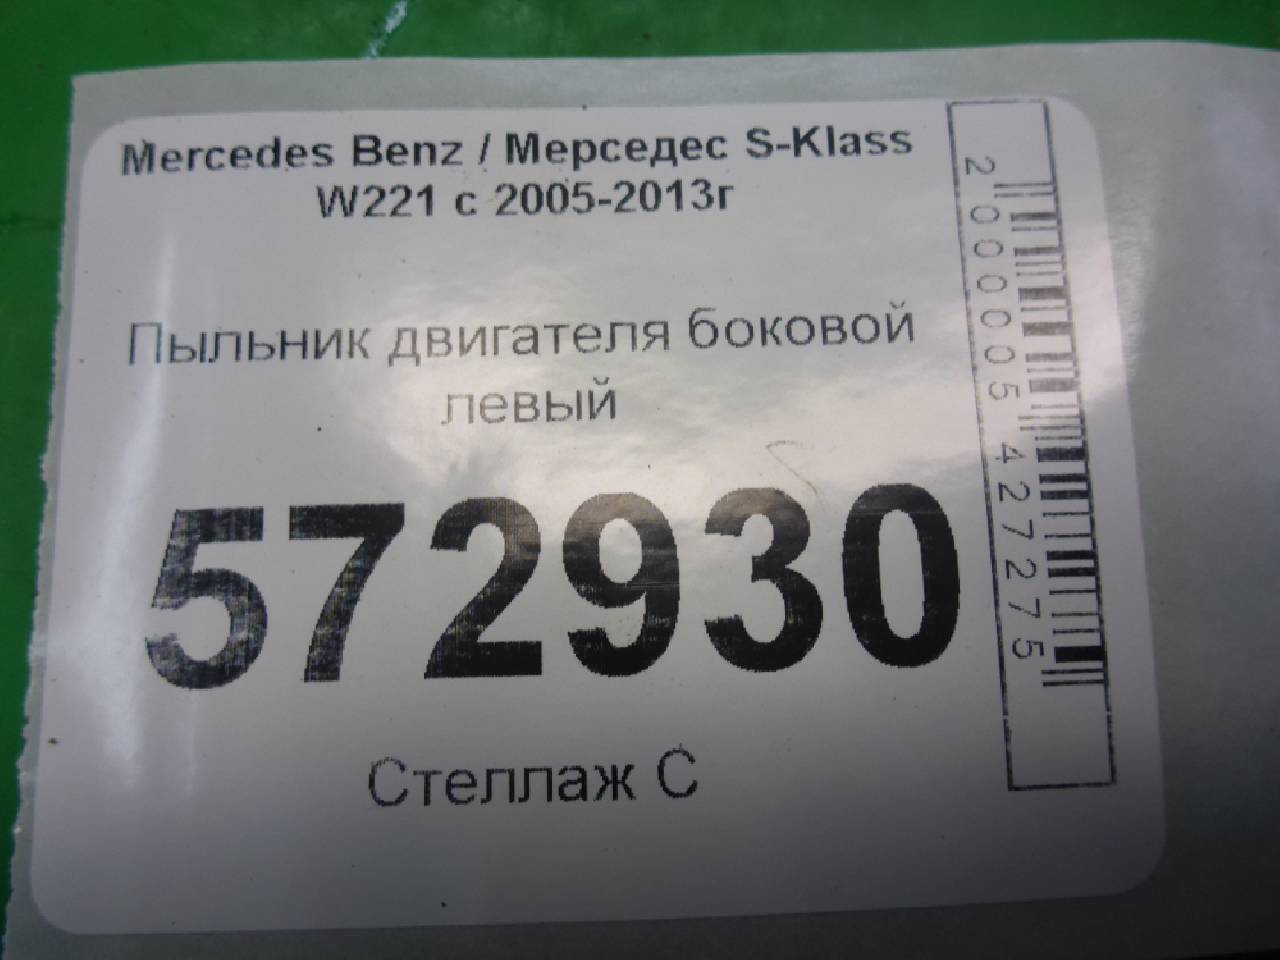 Mercedes Benz / Мерседес S-Klass
W221 с 2005-2013г
Пыльник двигателя боковой
левый
572930
Стеллаж С
2000005427275